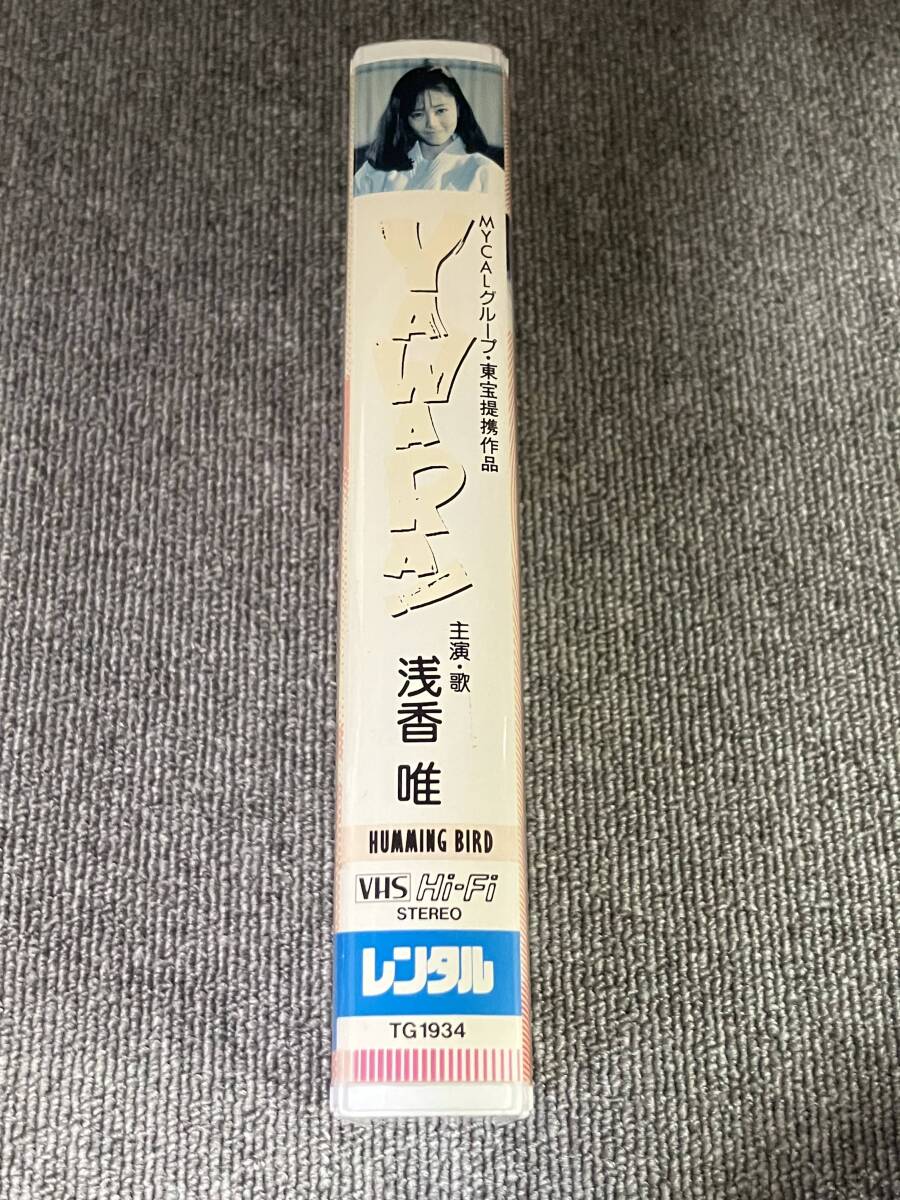 MYCALグループ・東宝提携作品
YAWARA!
主演・歌
浅香 唯
HUMMING BIRD
VHS Hi-Fi
STEREO
レンタル
TG1934